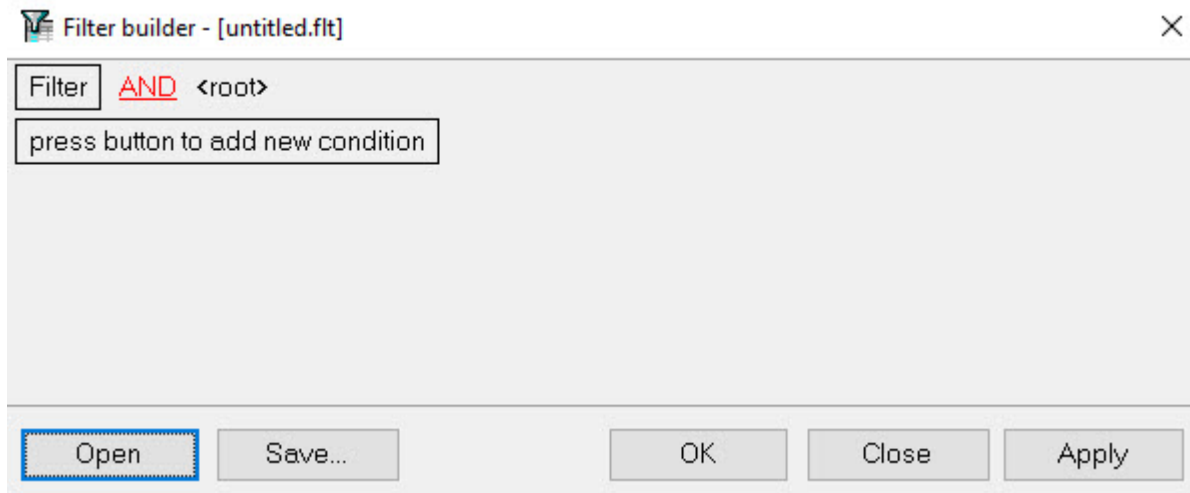 Filter builder - [untitled.flt]
Filter AND <root>
press button to add new condition
Open Save... OK Close Apply